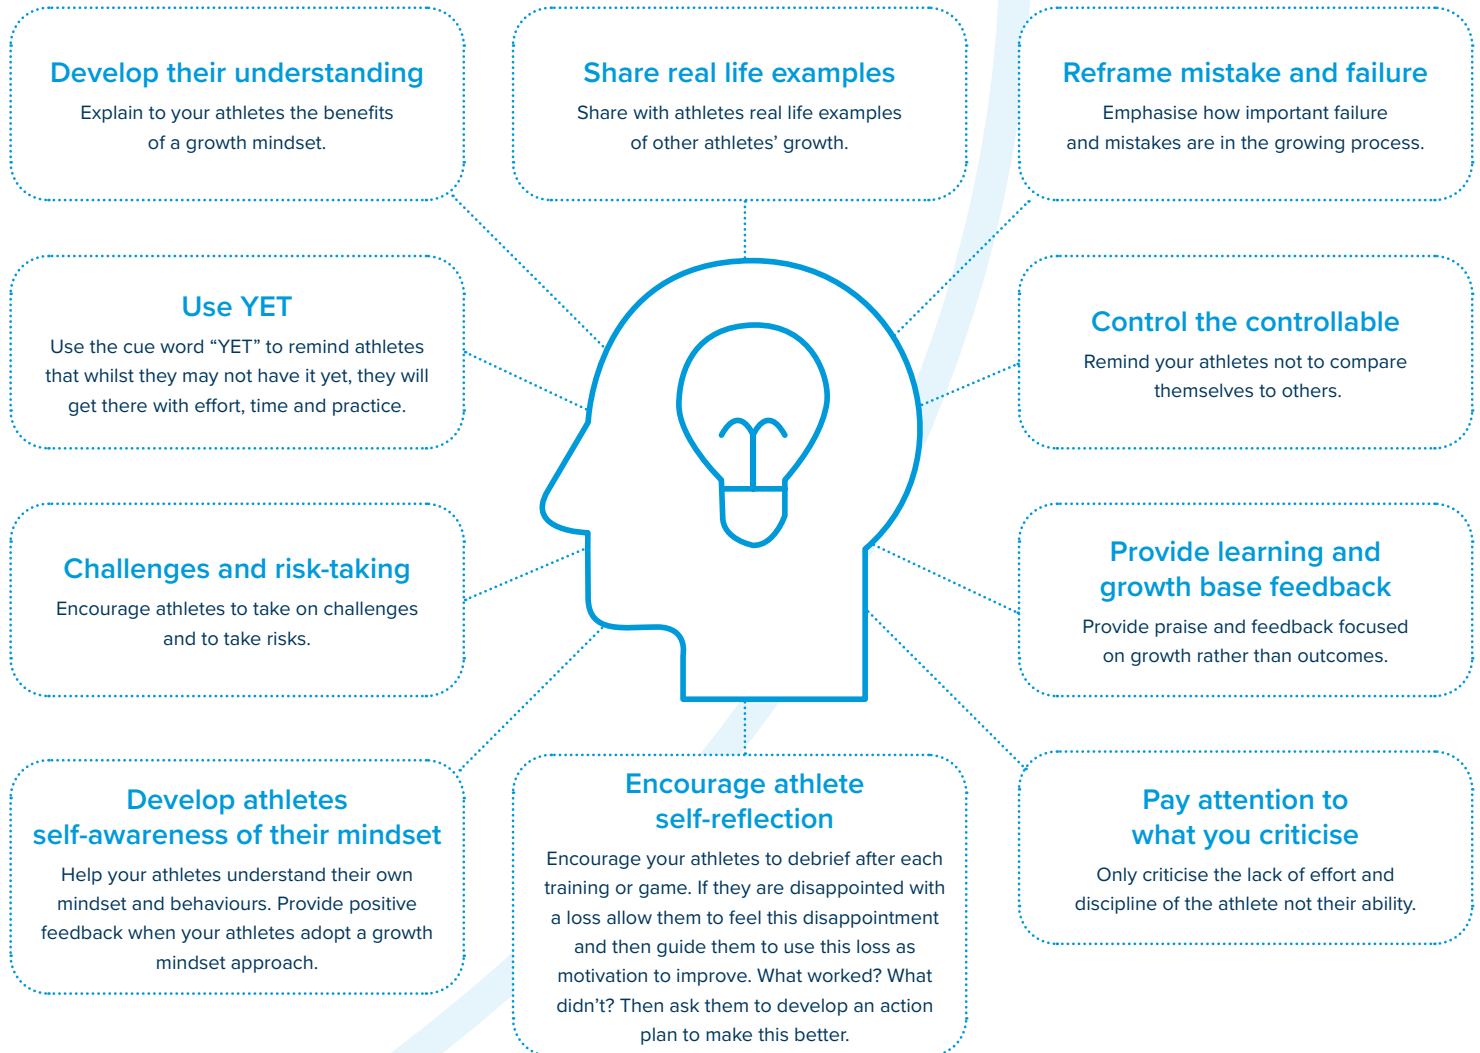 Develop their understanding
Explain to your athletes the benefits
of a growth mindset.
Share real life examples
Share with athletes real life examples
of other athletes’ growth.
Reframe mistake and failure
Emphasise how important failure
and mistakes are in the growing process.
Use YET
Use the cue word “YET” to remind athletes
that whilst they may not have it yet, they will
get there with effort, time and practice.
Control the controllable
Remind your athletes not to compare
themselves to others.
Challenges and risk-taking
Encourage athletes to take on challenges
and to take risks.
Provide learning and
growth base feedback
Provide praise and feedback focused
on growth rather than outcomes.
Develop athletes
self-awareness of their mindset
Help your athletes understand their own
mindset and behaviours. Provide positive
feedback when your athletes adopt a growth
mindset approach.
Encourage athlete
self-reflection
Encourage your athletes to debrief after each
training or game. If they are disappointed with
a loss allow them to feel this disappointment
and then guide them to use this loss as
motivation to improve. What worked? What
didn’t? Then ask them to develop an action
plan to make this better.
Pay attention to
what you criticise
Only criticise the lack of effort and
discipline of the athlete not their ability.